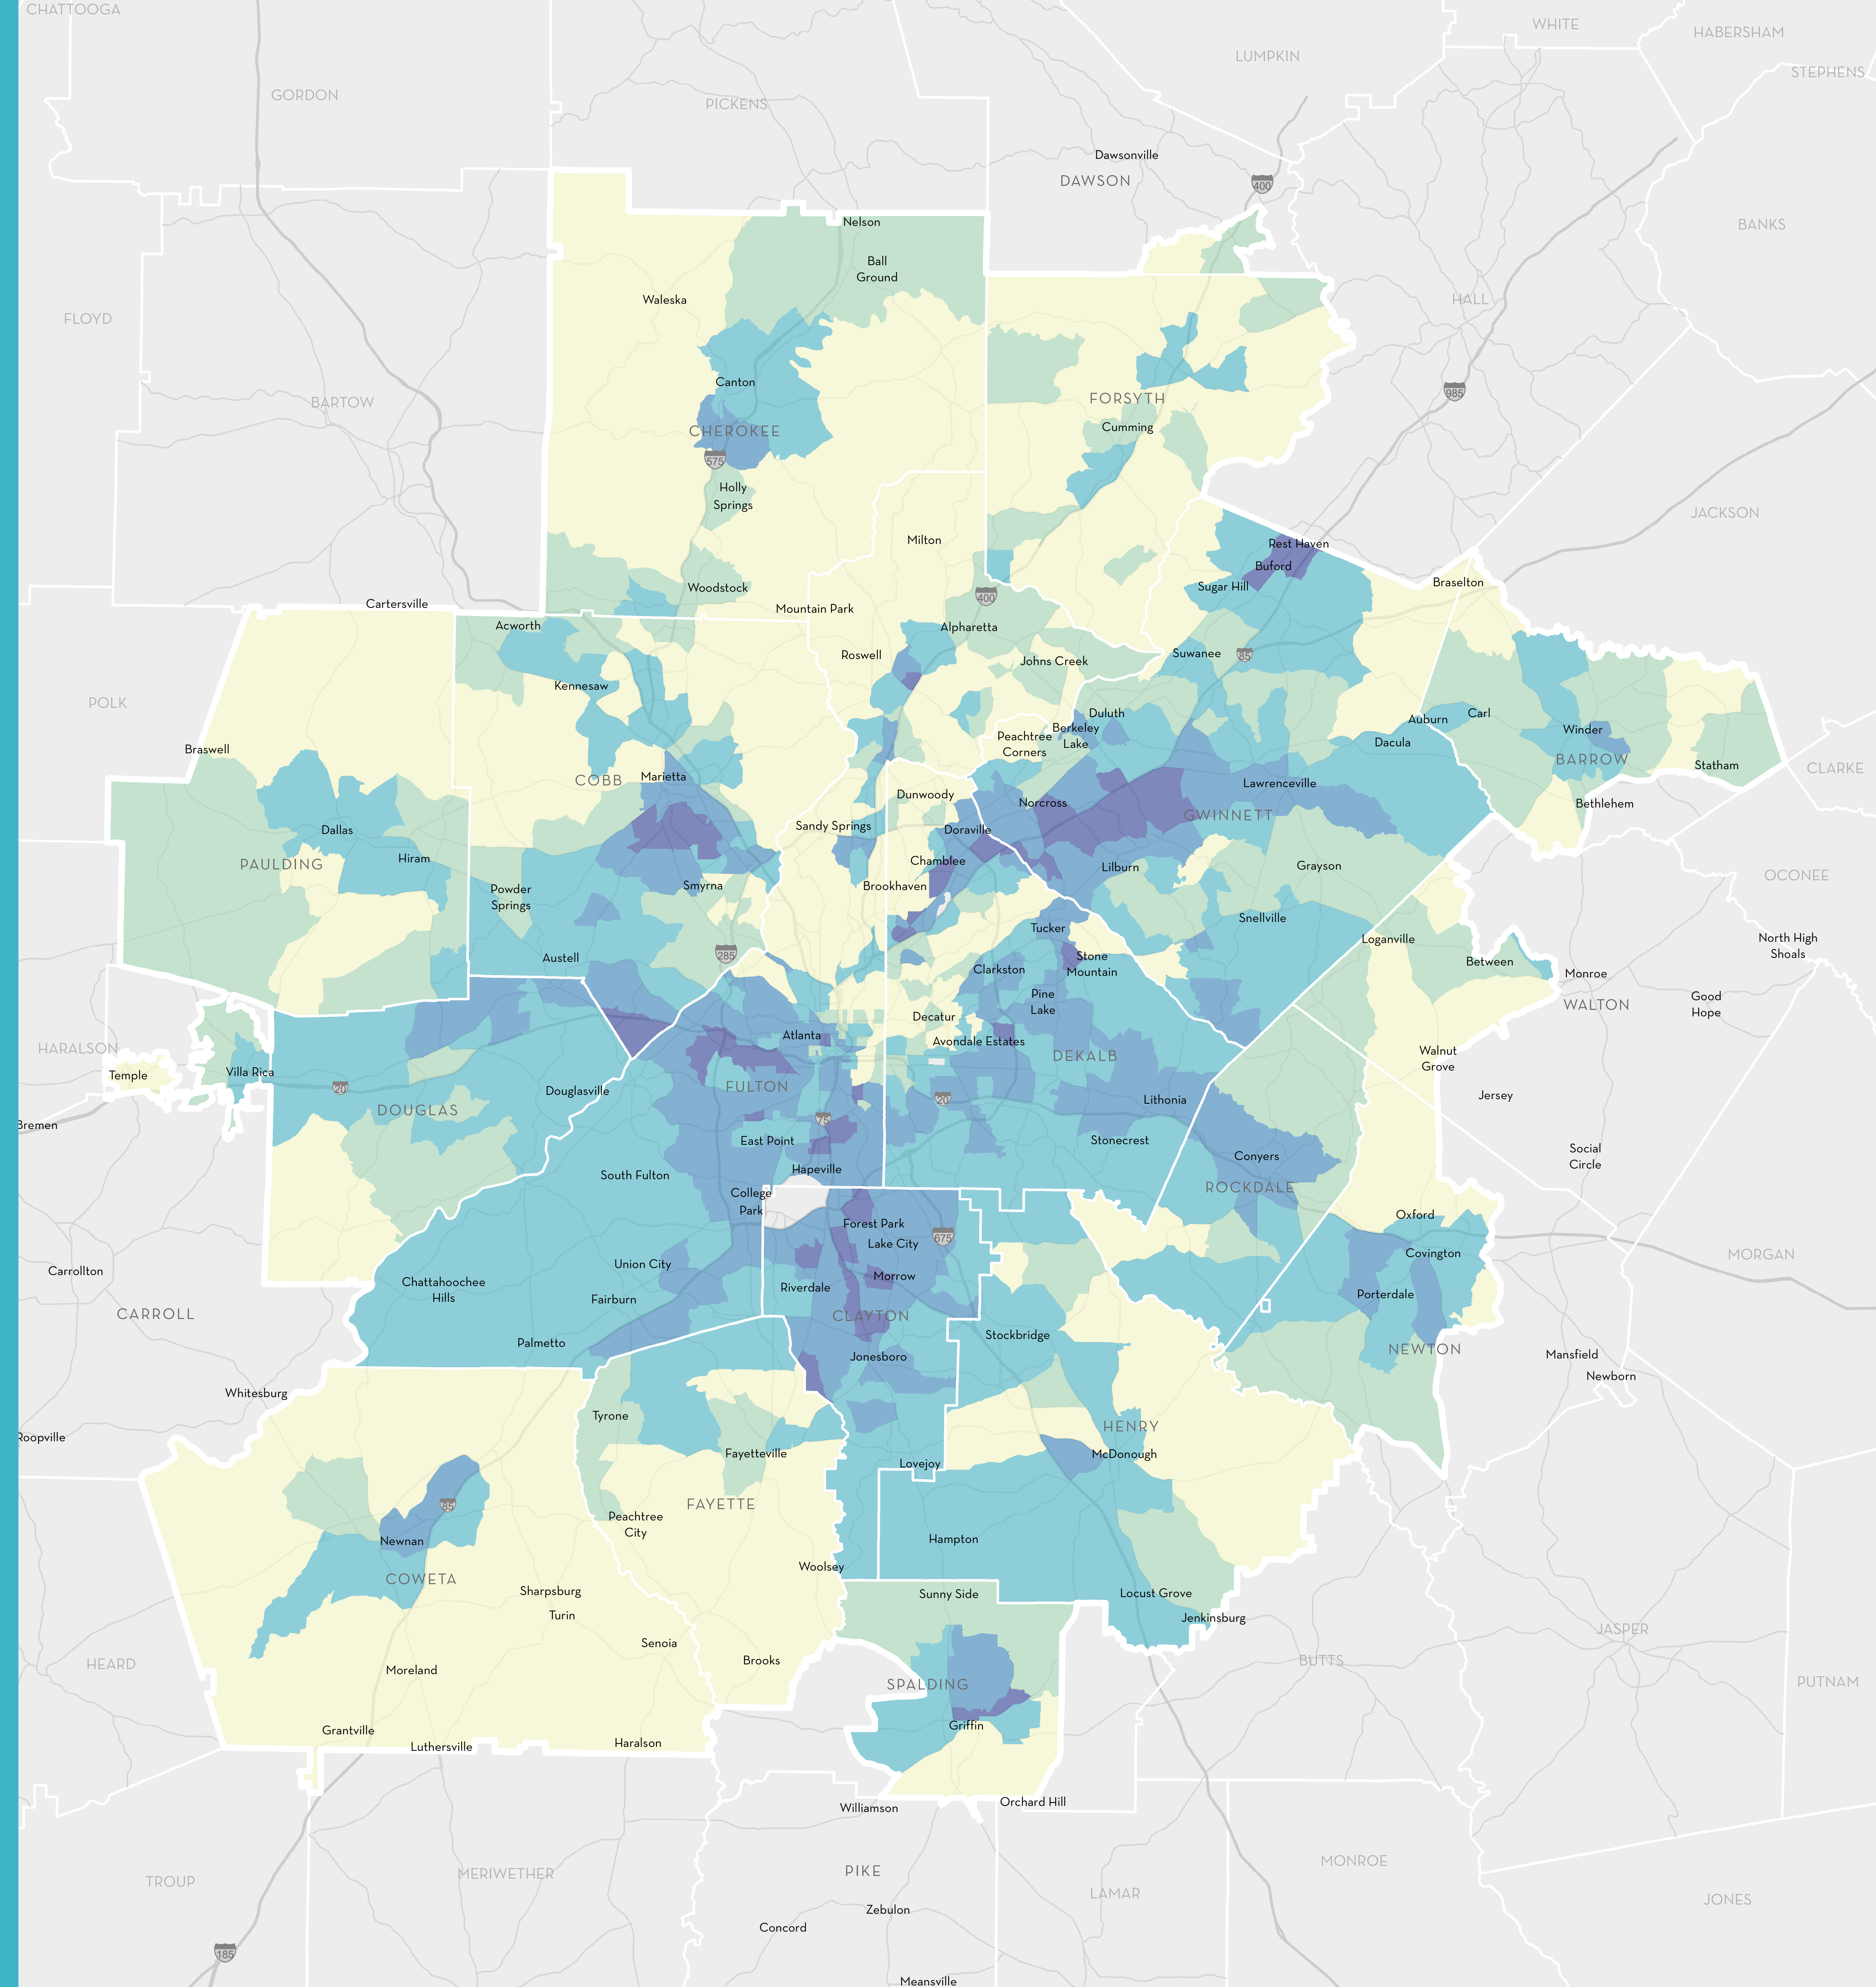 CHATTOOGA
WHITE
HABERSHAM
LUMPKIN
STEPHENS
GORDON
PICKENS
Dawsonville
DAWSON
400
Nelson
BANKS
Ball
Ground
Waleska
HALL
FLOYD
Canton
985
BARTOW
FORSYTH
Cumming
CHEROKEE
575
Holly
Springs
JACKSON
Milton
Rest Haven
Buford
Sugar Hill
Braselton
Woodstock
400
Cartersville
Mountain Park
Acworth
Alpharetta
Roswell
Johns Creek
Suwanee
85
Kennesaw
POLK
Duluth
Carl
Auburn
Berkeley
Lake
Peachtree
Corners
Winder
Dacula
Braswell
BARROW
Statham
CLARKE
COBB
Marietta
Lawrenceville
Dunwoody
Norcross
Bethlehem
GWINNETT
Sandy Springs
Doraville
Dallas
Hiram
PAULDING
Chamblee
Lilburn
Grayson
OCONEE
Powder
Springs
Smyrna
Brookhaven
Snellville
Tucker
Loganville
North High
Shoals
285
Austell
Stone
Mountain
Clarkston
Between
Monroe
Pine
Lake
WALTON
Good
Hope
Decatur
Atlanta
Avondale Estates
HARALSON
DEKALB
Walnut
Grove
Temple
Villa Rica
20
FULTON
Douglasville
20
Lithonia
Jersey
DOUGLAS
75
Bremen
East Point
Stonecrest
Social
Circle
Conyers
Hapeville
South Fulton
ROCKDALE
College
Park
Oxford
Forest Park
Lake City
675
Covington
MORGAN
Union City
Carrollton
Morrow
Chattahoochee
Hills
Riverdale
Porterdale
Fairburn
CARROLL
CLAYTON
Stockbridge
Palmetto
NEWTON
Jonesboro
Mansfield
Newborn
Whitesburg
Tyrone
HENRY
Roopville
Fayetteville
McDonough
Lovejoy
85
FAYETTE
Peachtree
City
Newnan
Hampton
Woolsey
COWETA
Sharpsburg
Sunny Side
Locust Grove
Turin
Jenkinsburg
JASPER
Senoia
HEARD
Brooks
BUTTS
Moreland
SPALDING
PUTNAM
Griffin
Grantville
Luthersville
Haralson
Williamson
Orchard Hill
MONROE
PIKE
MERIWETHER
TROUP
LAMAR
JONES
Zebulon
Concord
185
Meansville